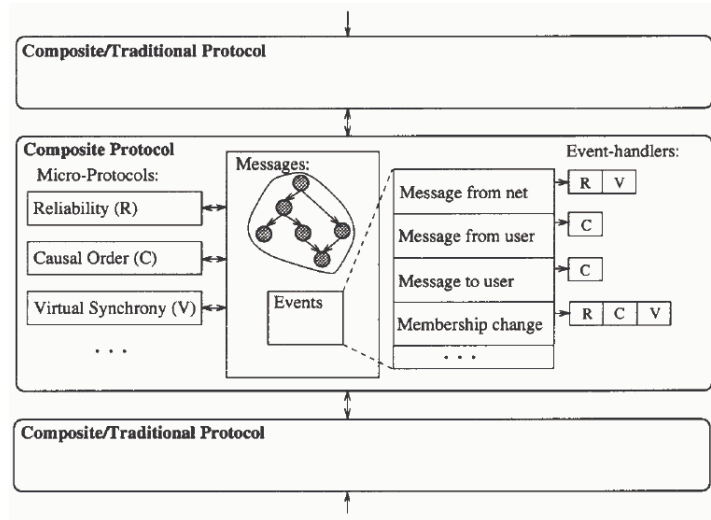 Composite/Traditional Protocol
Composite Protocol
Micro-Protocols:
Reliability (R)
Causal Order (C)
Virtual Synchrony (V)
. . .
Messages:
Events
Message from net
Message from user
Message to user
Membership change
. . .
Event-handlers:
R V
C
C
R C V
Composite/Traditional Protocol